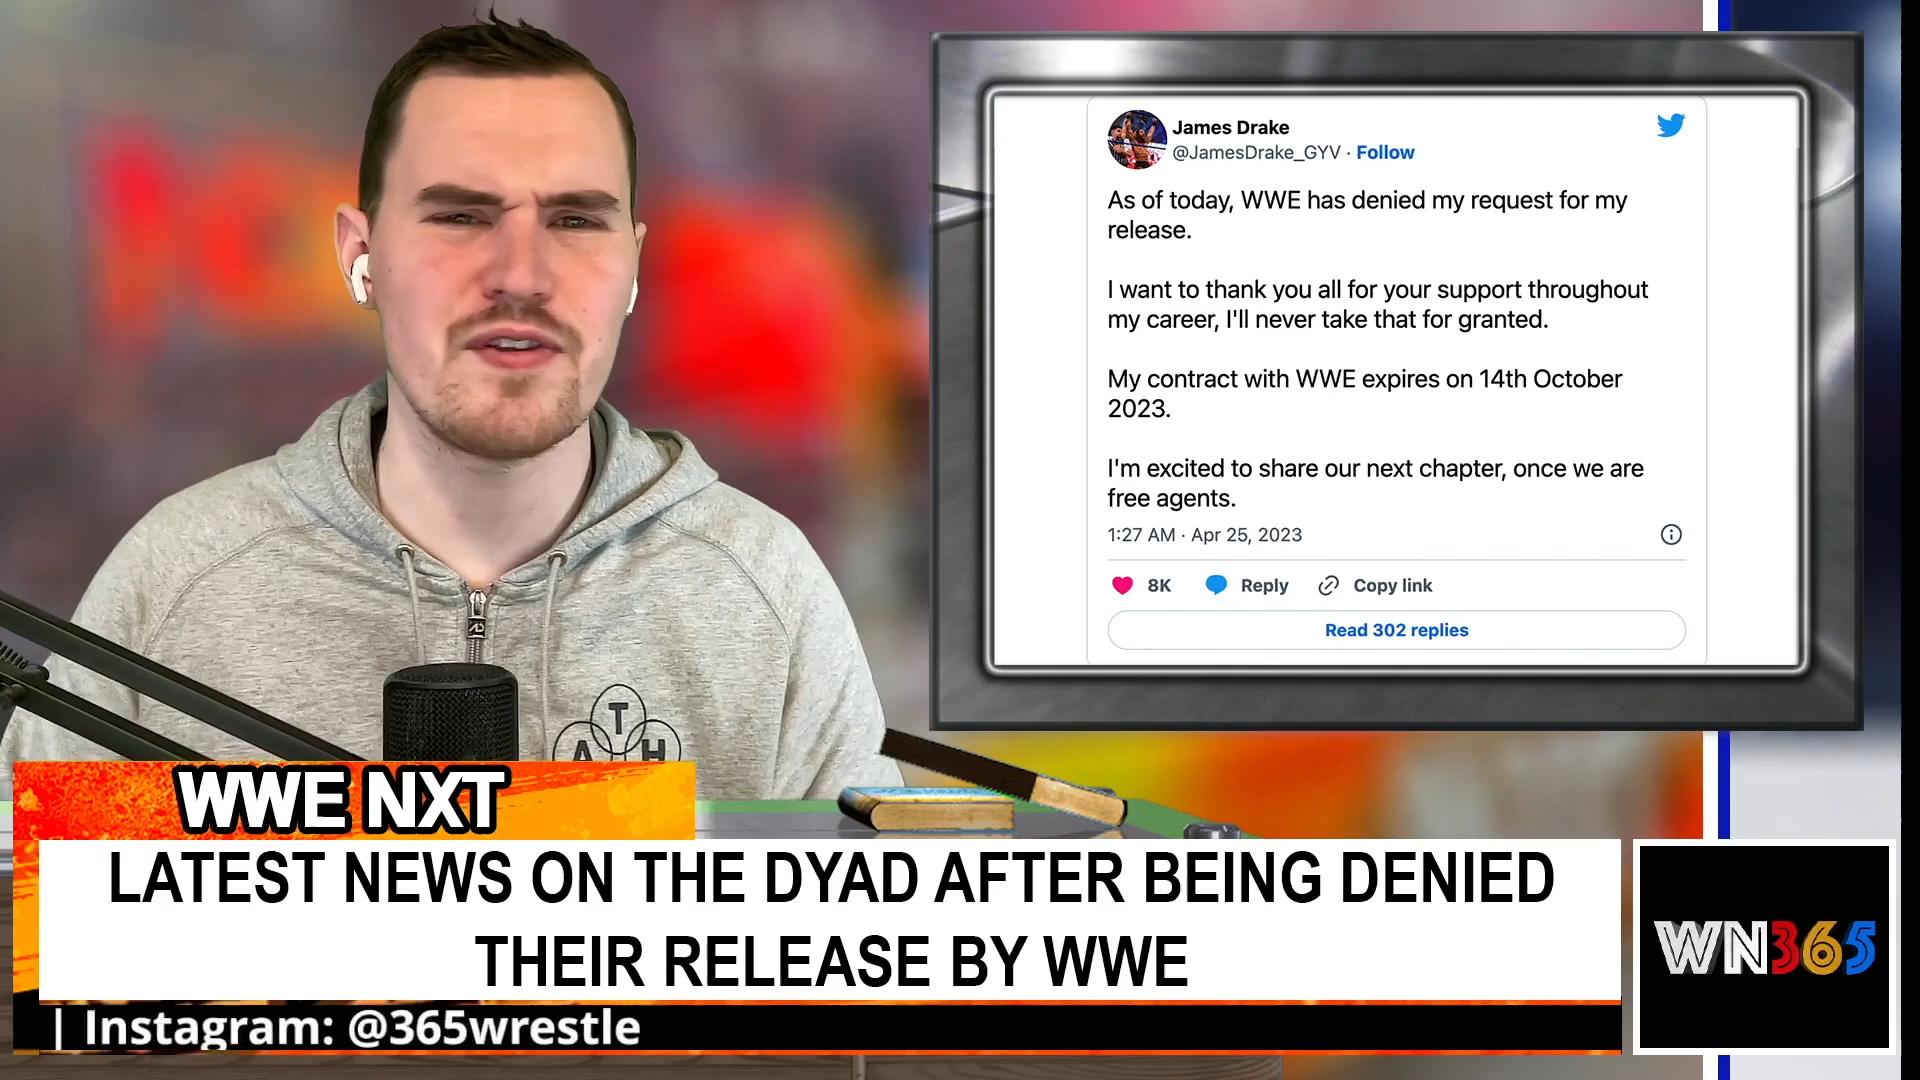 James Drake
@JamesDrake_GYV · Follow
As of today, WWE has denied my request for my
release.
I want to thank you all for your support throughout
my career, I'll never take that for granted.
My contract with WWE expires on 14th October
2023.
I'm excited to share our next chapter, once we are
free agents.
1:27 AM · Apr 25, 2023
8K Reply Copy link
Read 302 replies
T
A H
WWE NXT
LATEST NEWS ON THE DYAD AFTER BEING DENIED
THEIR RELEASE BY WWE
WN365
| Instagram: @365wrestle